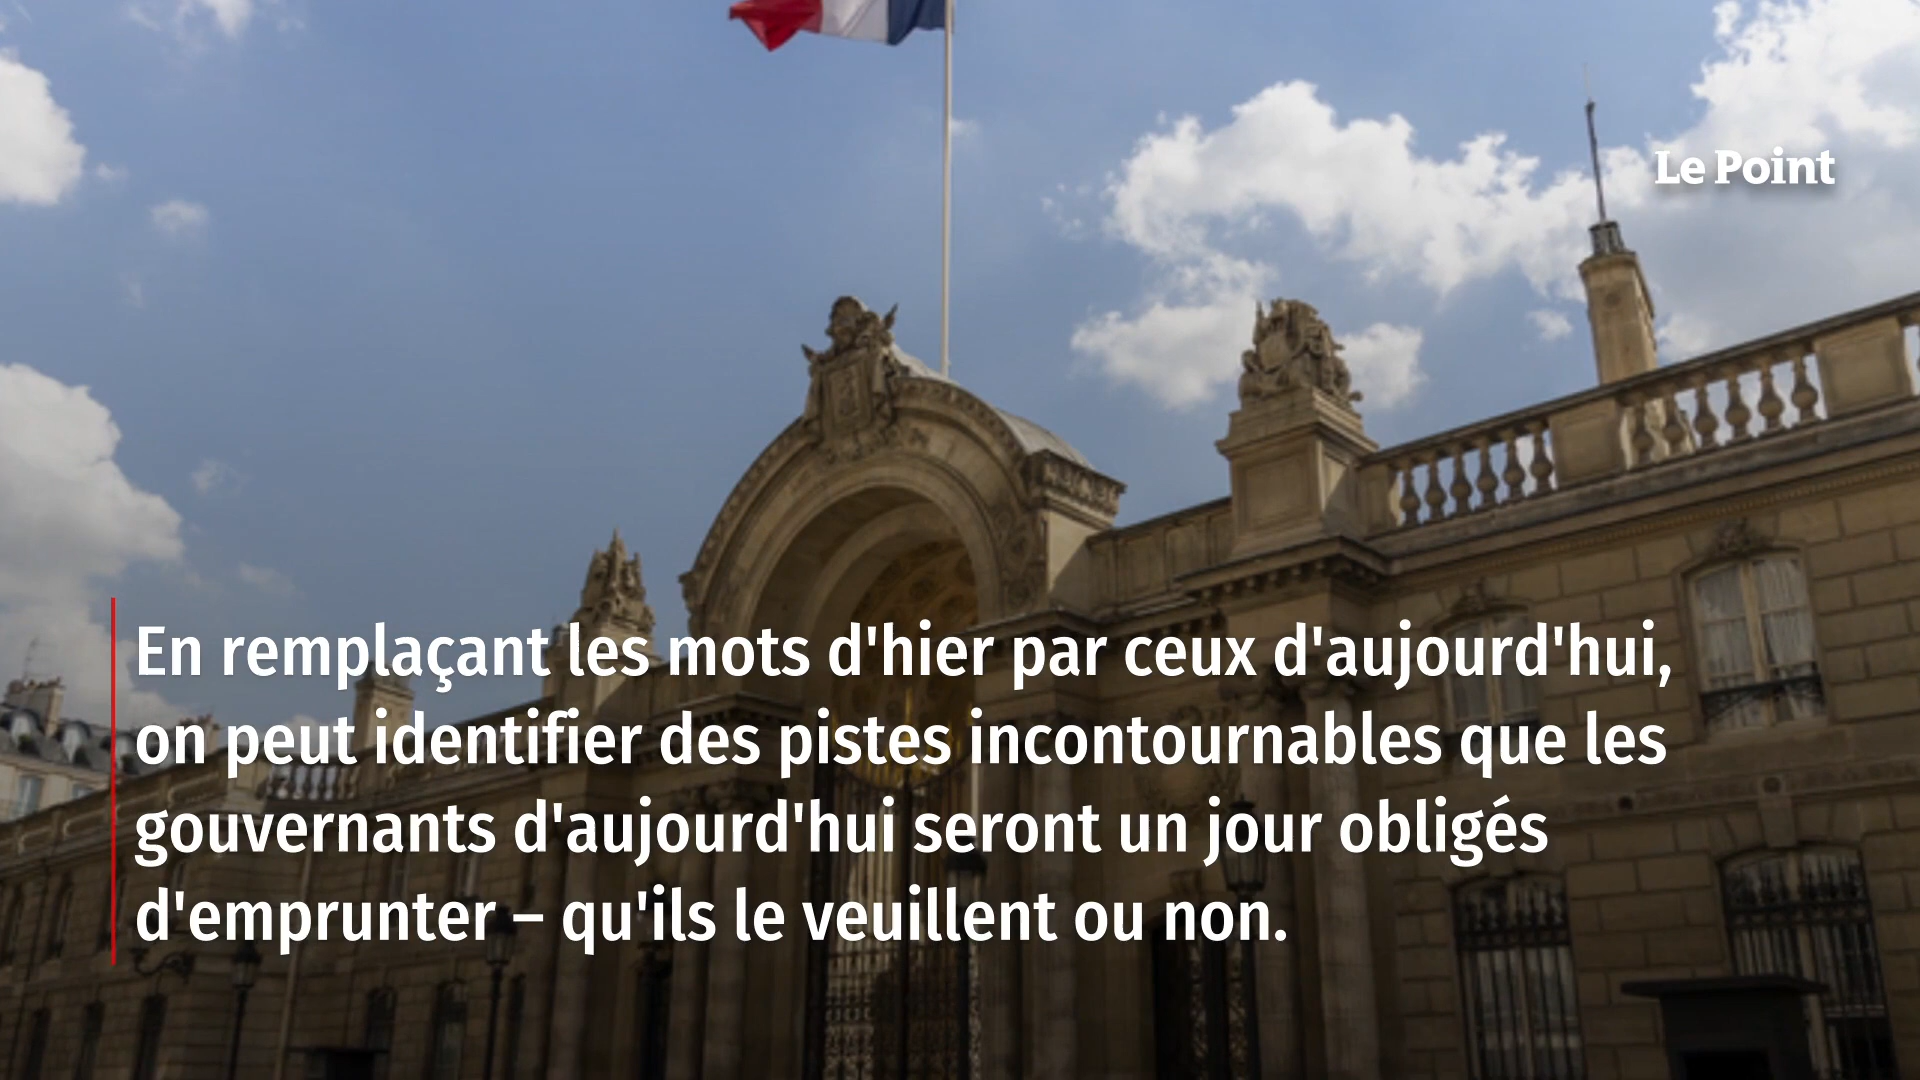 Le Point
En remplaçant les mots d'hier par ceux d'aujourd'hui,
on peut identifier des pistes incontournables que les
gouvernants d'aujourd'hui seront un jour obligés
d'emprunter – qu'ils le veuillent ou non.